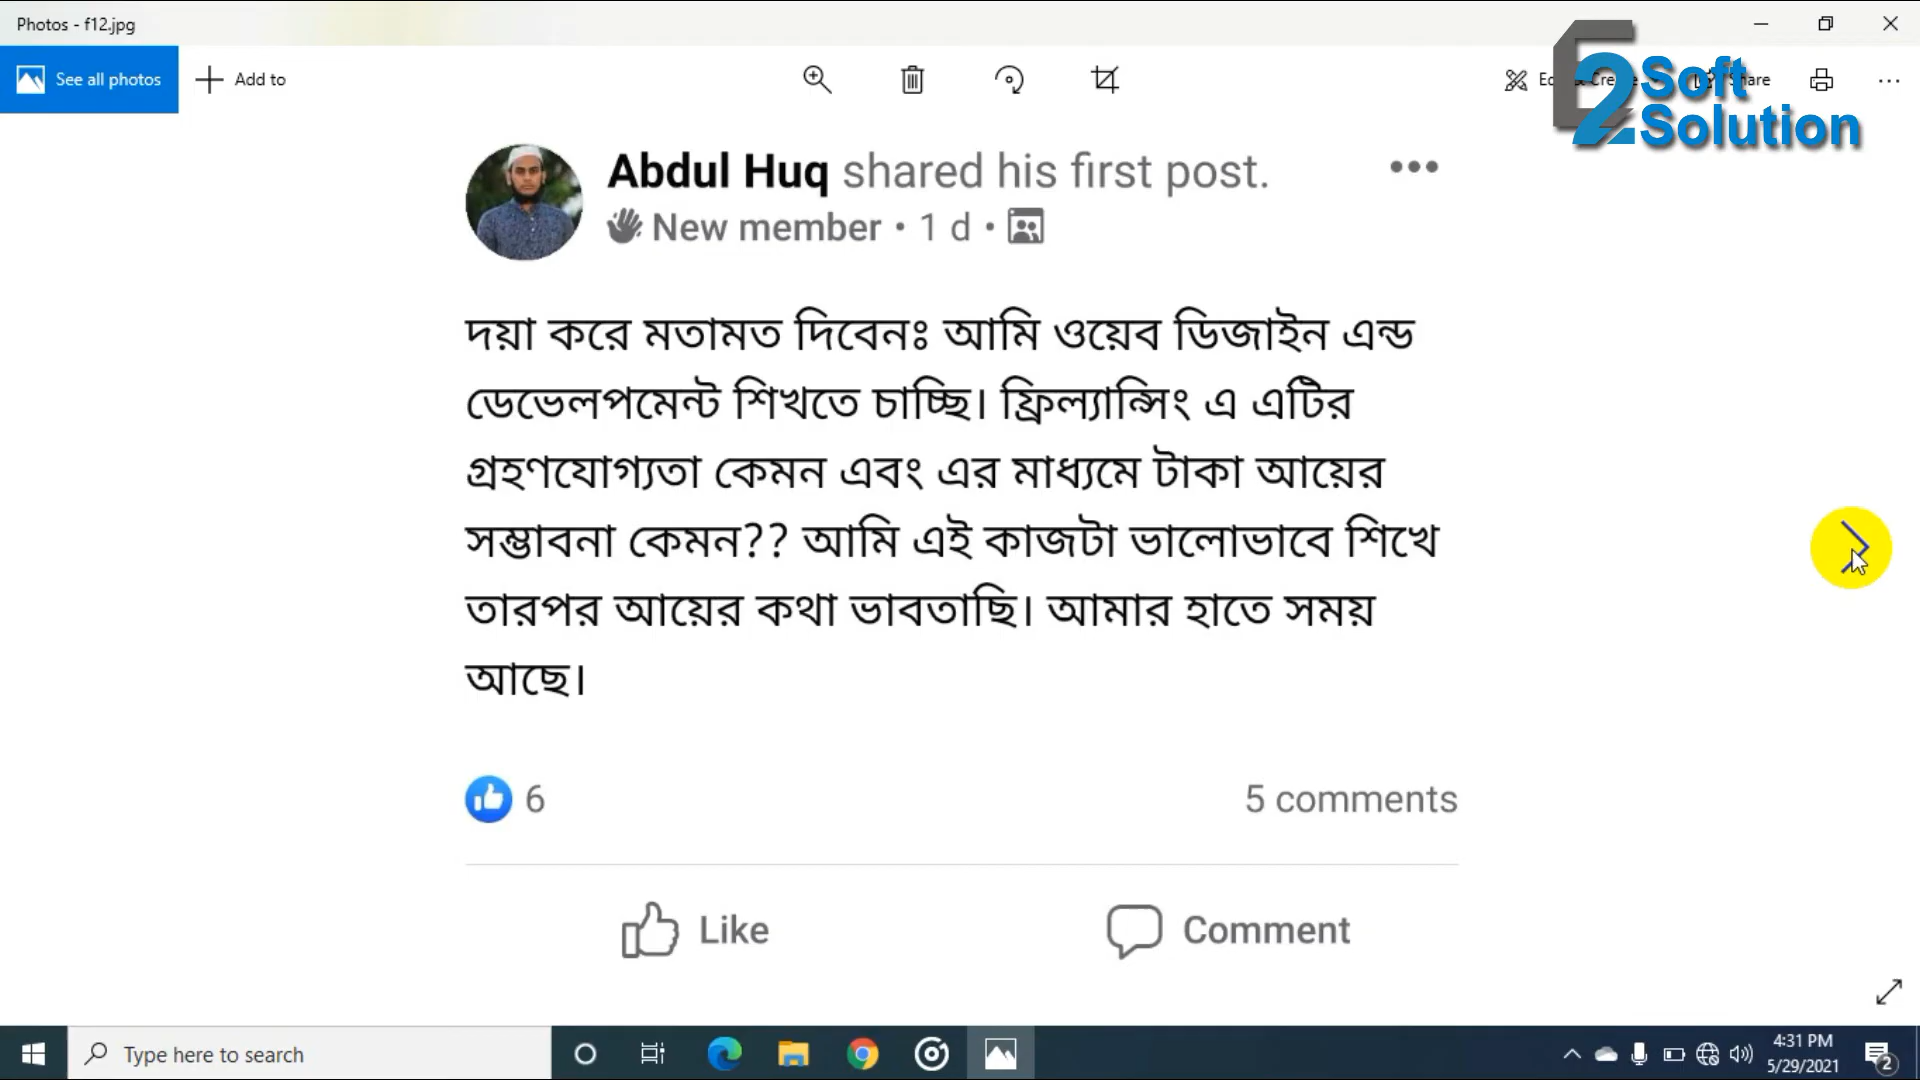 Photos - f12.jpg
See all photos
Add to
Share
E2 Soft
Solution
Abdul Huq shared his first post.
New member • 1 d •
দয়া করে মতামত দিবেনঃ আমি ওয়েব ডিজাইন এন্ড
ডেভেলপমেন্ট শিখতে চাচ্ছি। ফ্রিল্যান্সিং এ এটির
গ্রহণযোগ্যতা কেমন এবং এর মাধ্যমে টাকা আয়ের
সম্ভাবনা কেমন?? আমি এই কাজটা ভালোভাবে শিখে
তারপর আয়ের কথা ভাবতাছি। আমার হাতে সময়
আছে।
6
5 comments
Like
Comment
Type here to search
4:31 PM
5/29/2021
2